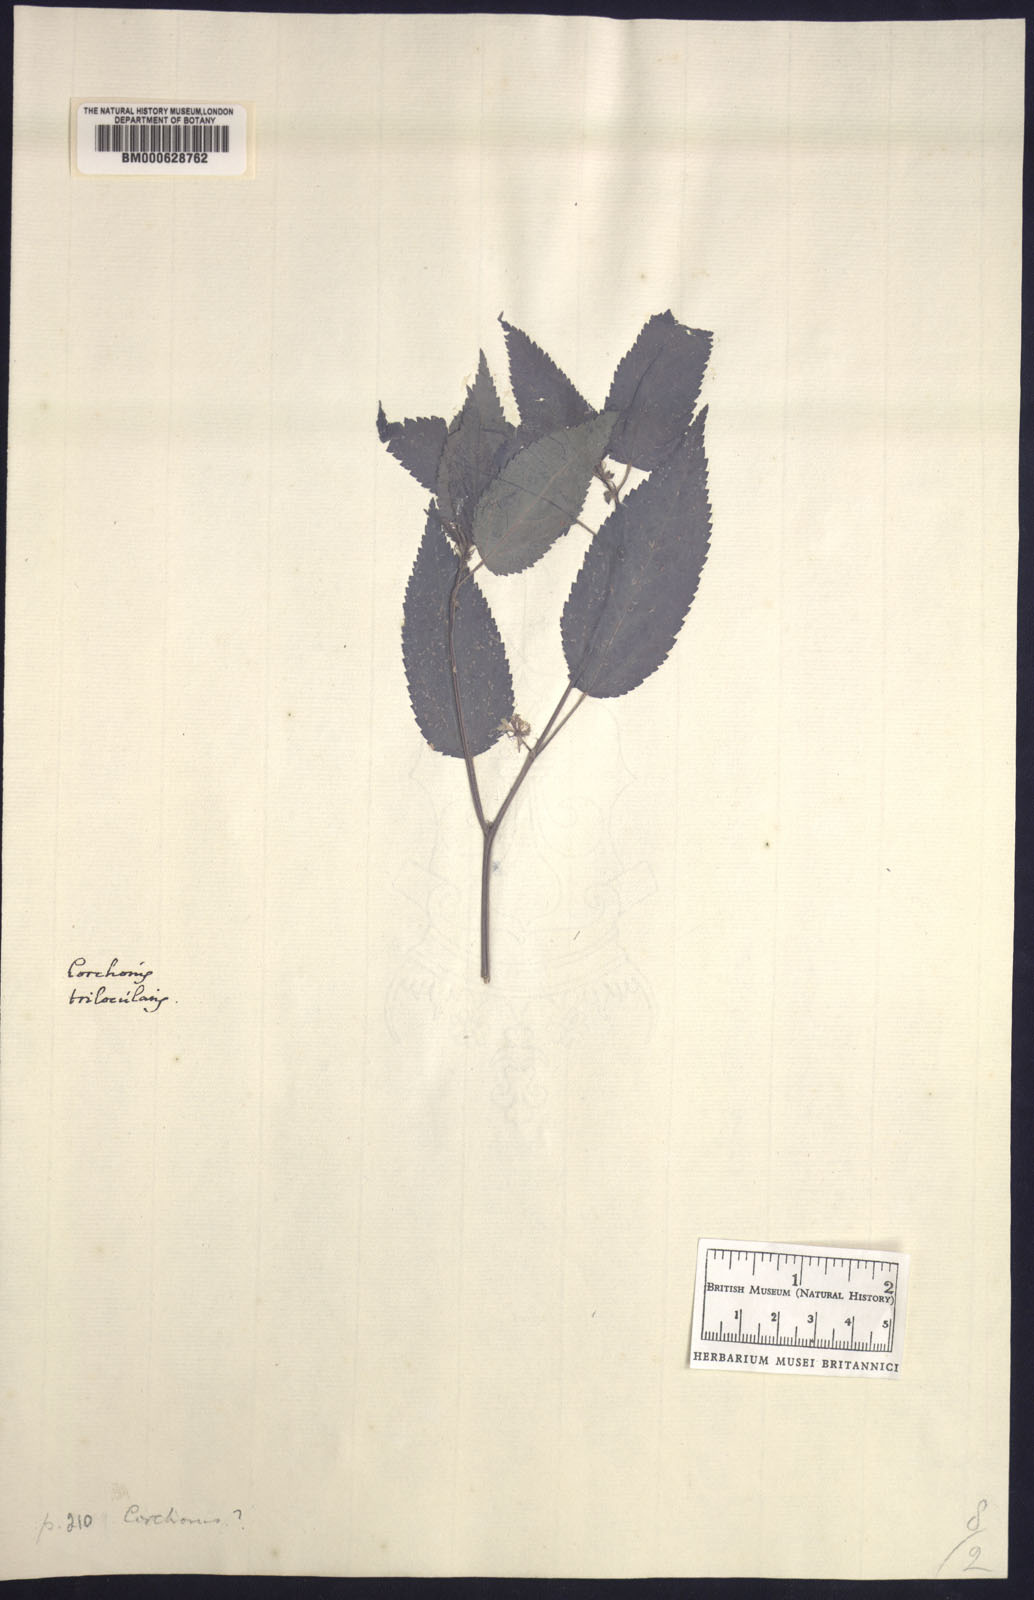 THE NATURAL HISTORY MUSEUM, LONDON
DEPARTMENT OF BOTANY
BM000628762
Corchorus
trilocularis.
1 2
BRITISH MUSEUM (NATURAL HISTORY)
1 2 3 4 5
HERBARIUM MUSEI BRITANNICI
p. 210 Corchorus?
8/2